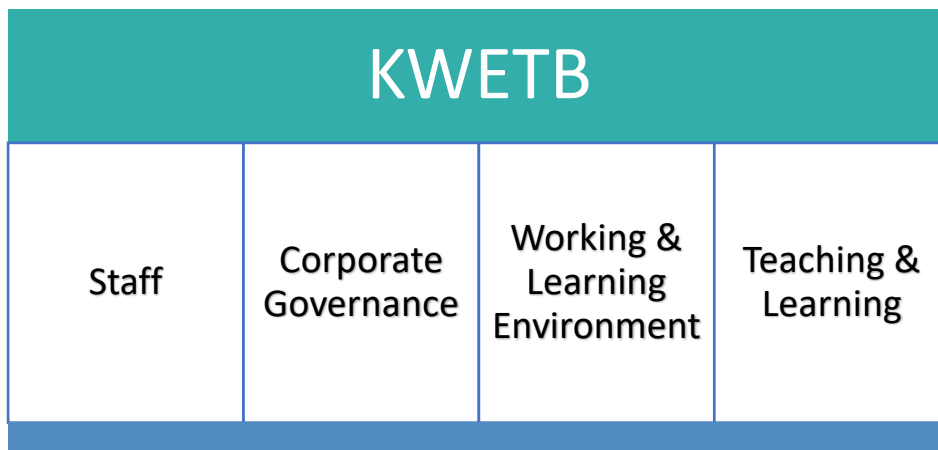 KWETB
Staff
Corporate
Governance
Working &
Learning
Environment
Teaching &
Learning